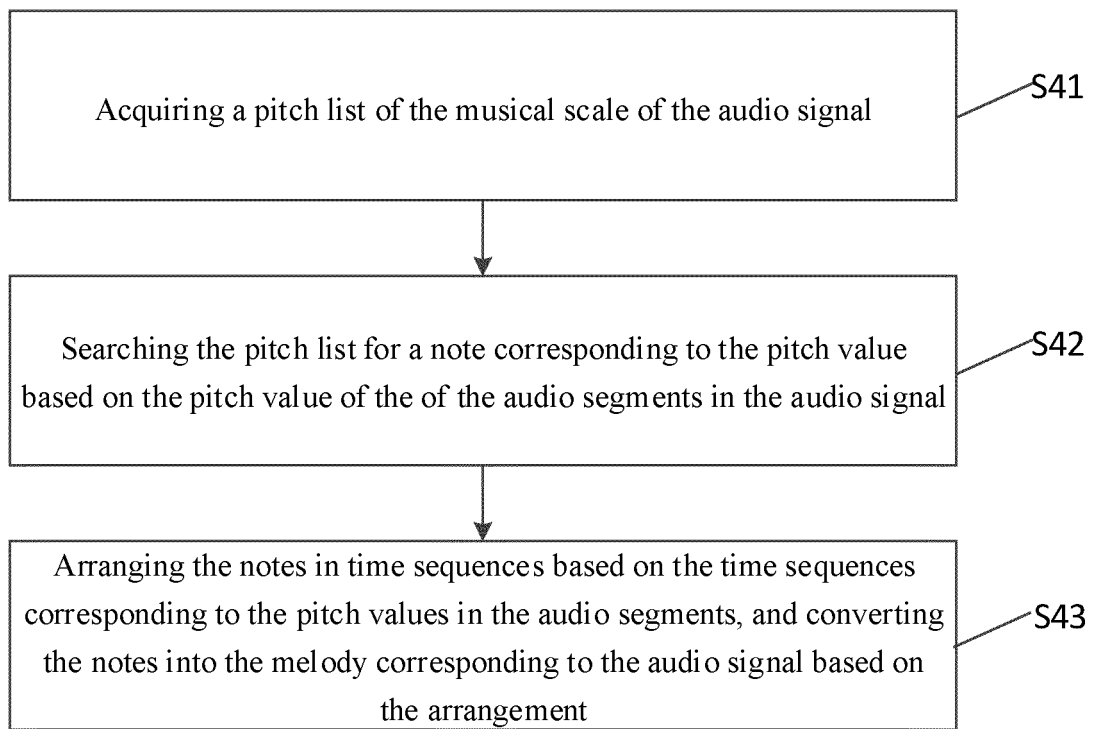 Acquiring a pitch list of the musical scale of the audio signal
S41
Searching the pitch list for a note corresponding to the pitch value
based on the pitch value of the of the audio segments in the audio signal
S42
Arranging the notes in time sequences based on the time sequences
corresponding to the pitch values in the audio segments, and converting
the notes into the melody corresponding to the audio signal based on
the arrangement
S43